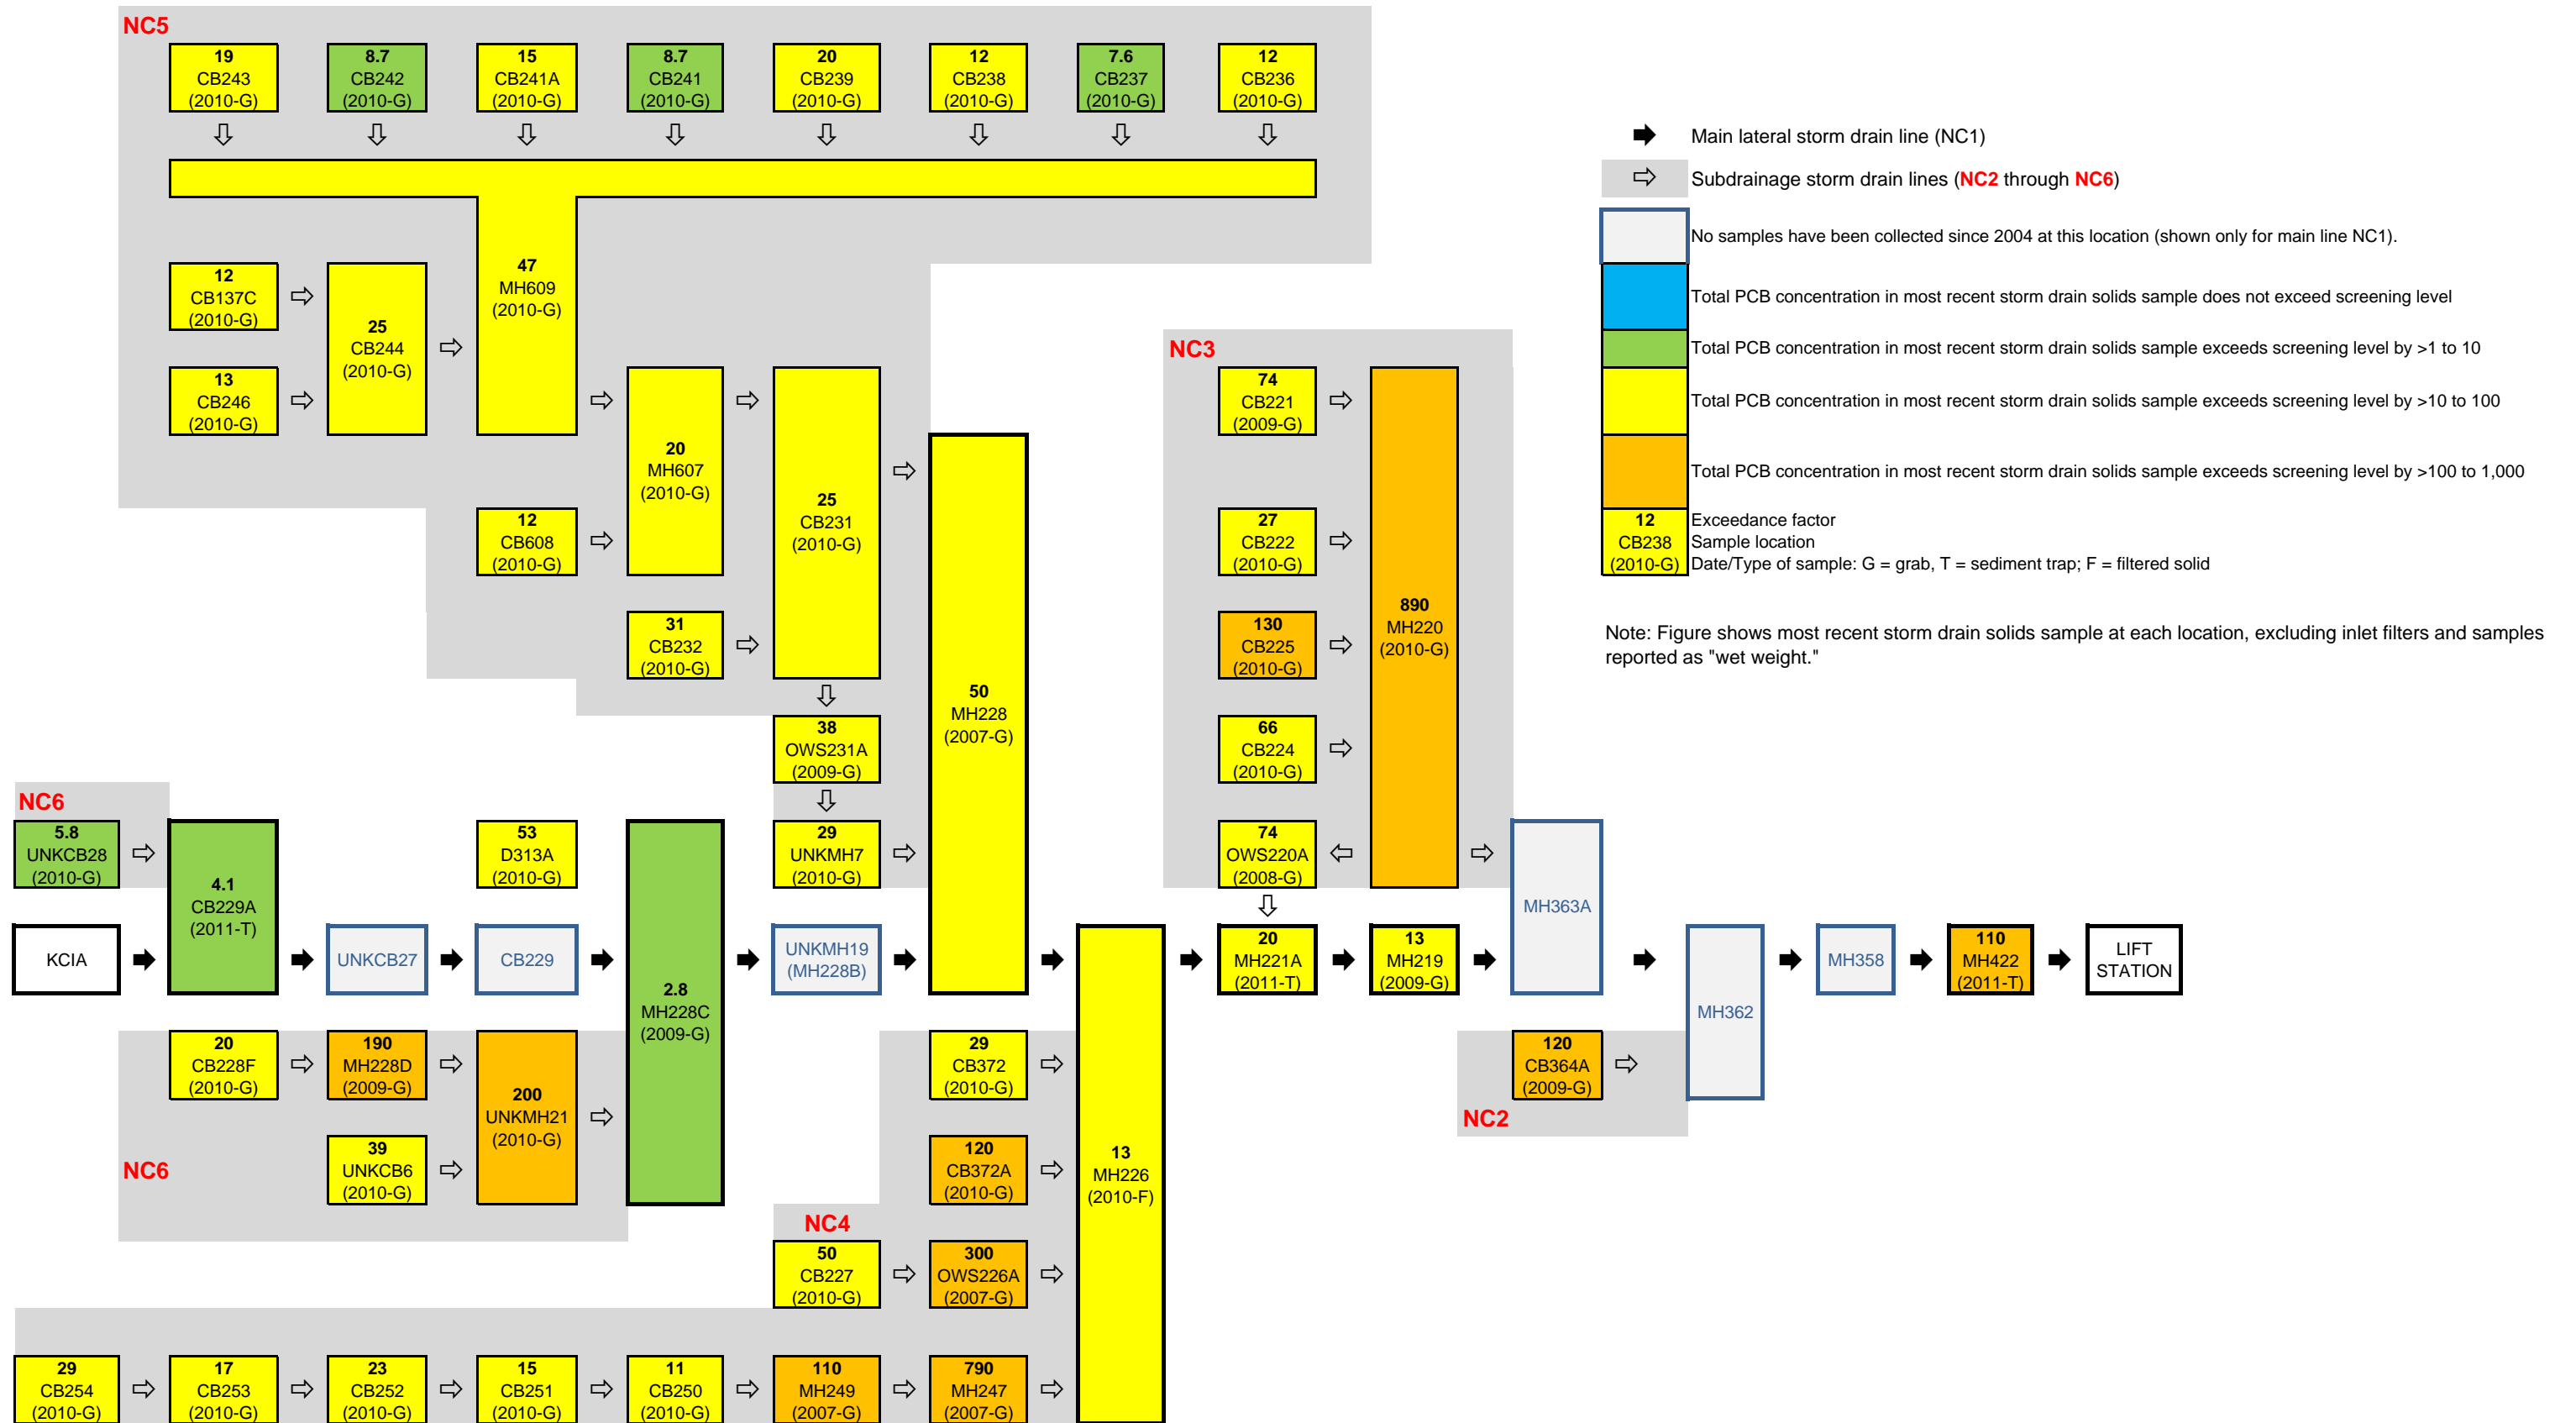 NC5
19
CB243
(2010-G)
8.7
CB242
(2010-G)
15
CB241A
(2010-G)
8.7
CB241
(2010-G)
20
CB239
(2010-G)
12
CB238
(2010-G)
7.6
CB237
(2010-G)
12
CB236
(2010-G)
12
CB137C
(2010-G)
13
CB246
(2010-G)
25
CB244
(2010-G)
47
MH609
(2010-G)
20
MH607
(2010-G)
12
CB608
(2010-G)
31
CB232
(2010-G)
25
CB231
(2010-G)
38
OWS231A
(2009-G)
29
UNKMH7
(2010-G)
50
MH228
(2007-G)
NC3
74
CB221
(2009-G)
27
CB222
(2010-G)
130
CB225
(2010-G)
66
CB224
(2010-G)
74
OWS220A
(2008-G)
890
MH220
(2010-G)
Main lateral storm drain line (NC1)
Subdrainage storm drain lines (NC2 through NC6)
No samples have been collected since 2004 at this location (shown only for main line NC1).
Total PCB concentration in most recent storm drain solids sample does not exceed screening level
Total PCB concentration in most recent storm drain solids sample exceeds screening level by >1 to 10
Total PCB concentration in most recent storm drain solids sample exceeds screening level by >10 to 100
Total PCB concentration in most recent storm drain solids sample exceeds screening level by >100 to 1,000
12 Exceedance factor
CB238 Sample location
(2010-G) Date/Type of sample: G = grab, T = sediment trap; F = filtered solid
Note: Figure shows most recent storm drain solids sample at each location, excluding inlet filters and samples
reported as "wet weight."
NC6
5.8
UNKCB28
(2010-G)
KCIA
4.1
CB229A
(2011-T)
UNKCB27
53
D313A
(2010-G)
CB229
2.8
MH228C
(2009-G)
UNKMH19
(MH228B)
20
MH221A
(2011-T)
13
MH219
(2009-G)
MH363A
MH362
MH358
110
MH422
(2011-T)
LIFT
STATION
NC6
20
CB228F
(2010-G)
190
MH228D
(2009-G)
39
UNKCB6
(2010-G)
200
UNKMH21
(2010-G)
NC4
29
CB372
(2010-G)
120
CB372A
(2010-G)
50
CB227
(2010-G)
300
OWS226A
(2007-G)
13
MH226
(2010-F)
120
CB364A
(2009-G)
NC2
29
CB254
(2010-G)
17
CB253
(2010-G)
23
CB252
(2010-G)
15
CB251
(2010-G)
11
CB250
(2010-G)
110
MH249
(2007-G)
790
MH247
(2007-G)